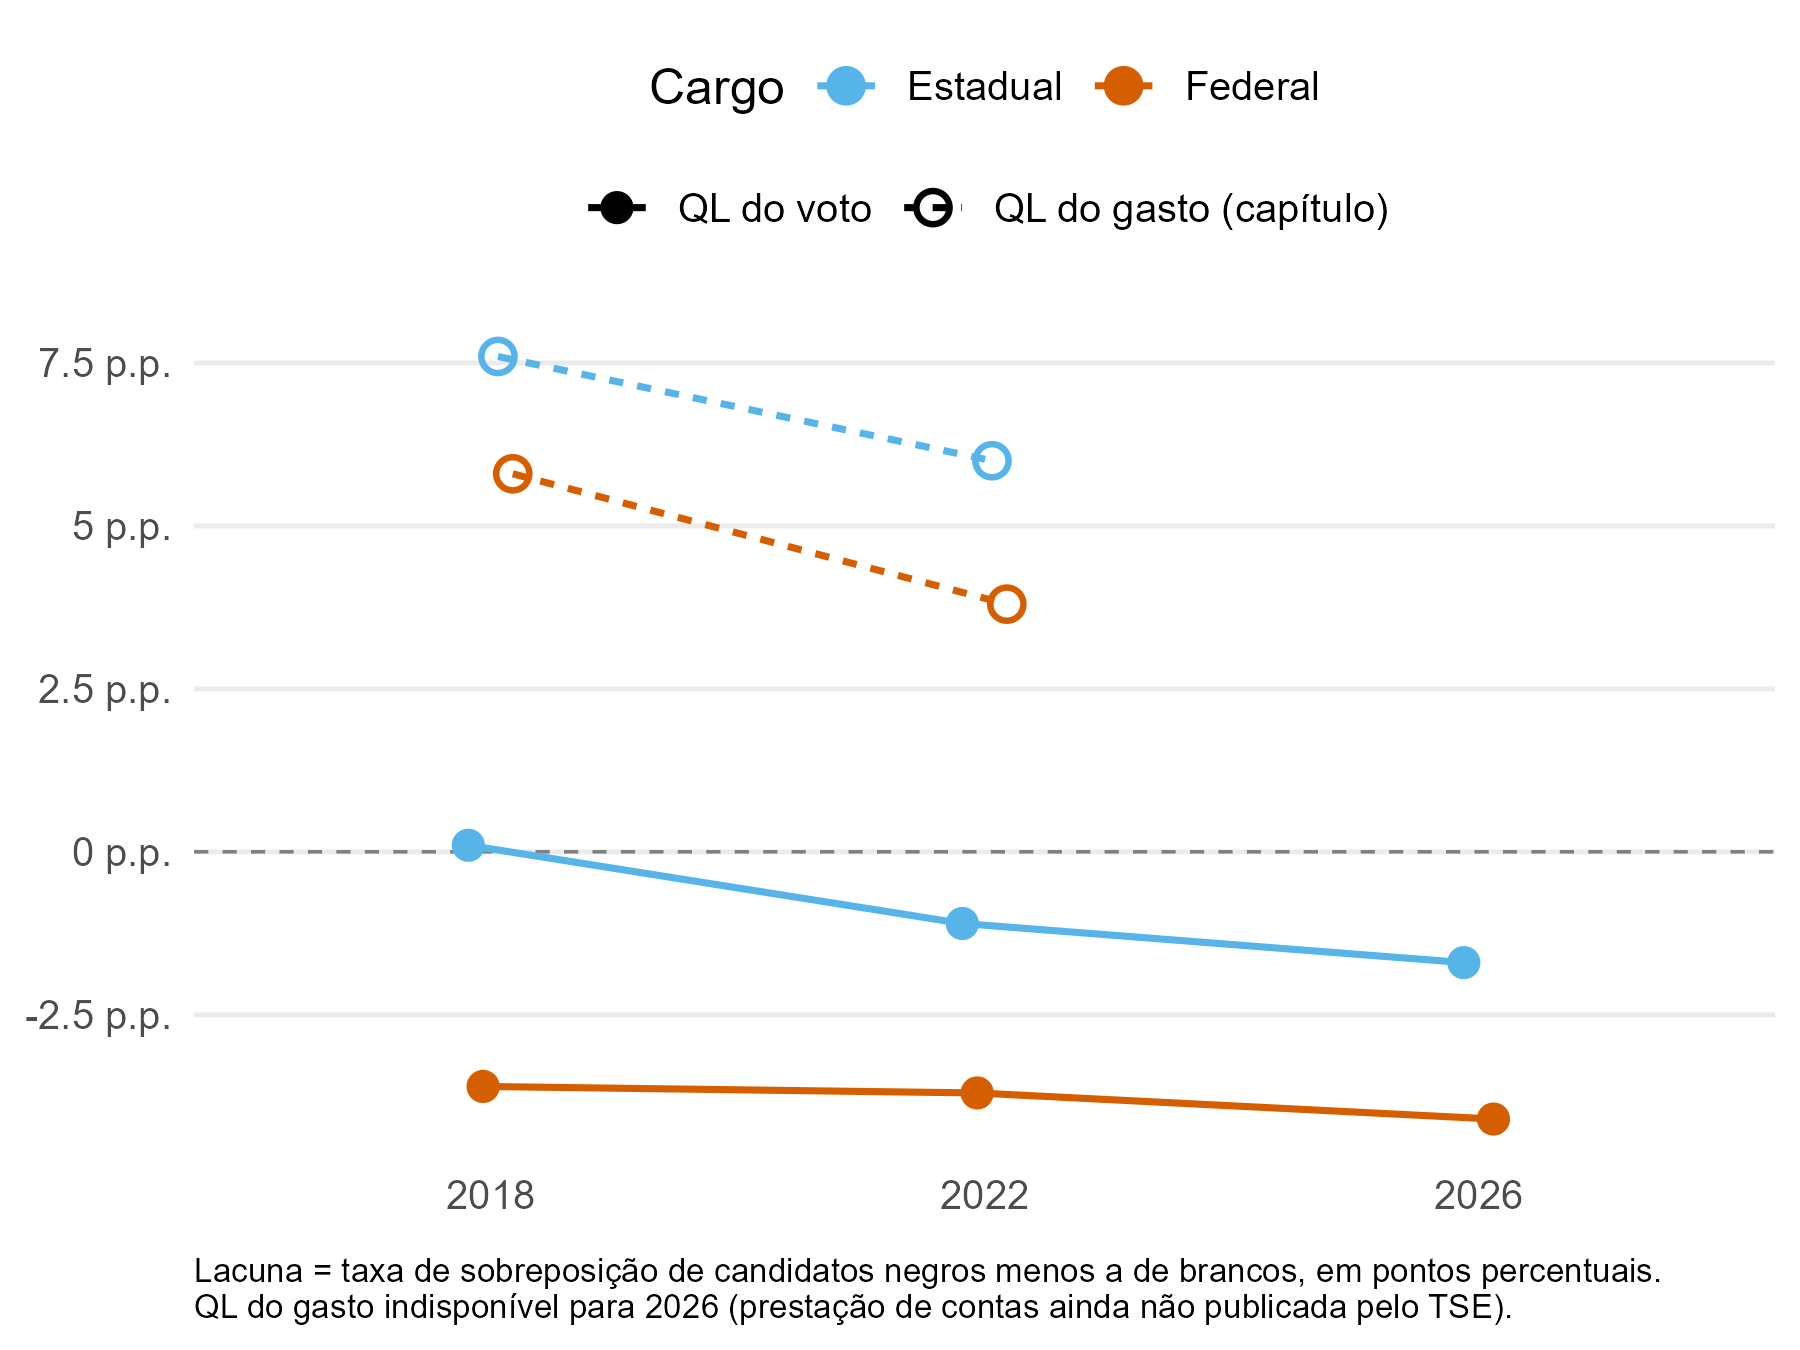 Cargo Estadual Federal
QL do voto QL do gasto (capítulo)
7.5 p.p.
5 p.p.
2.5 p.p.
0 p.p.
-2.5 p.p.
2018 2022 2026
Lacuna = taxa de sobreposição de candidatos negros menos a de brancos, em pontos percentuais.
QL do gasto indisponível para 2026 (prestação de contas ainda não publicada pelo TSE).